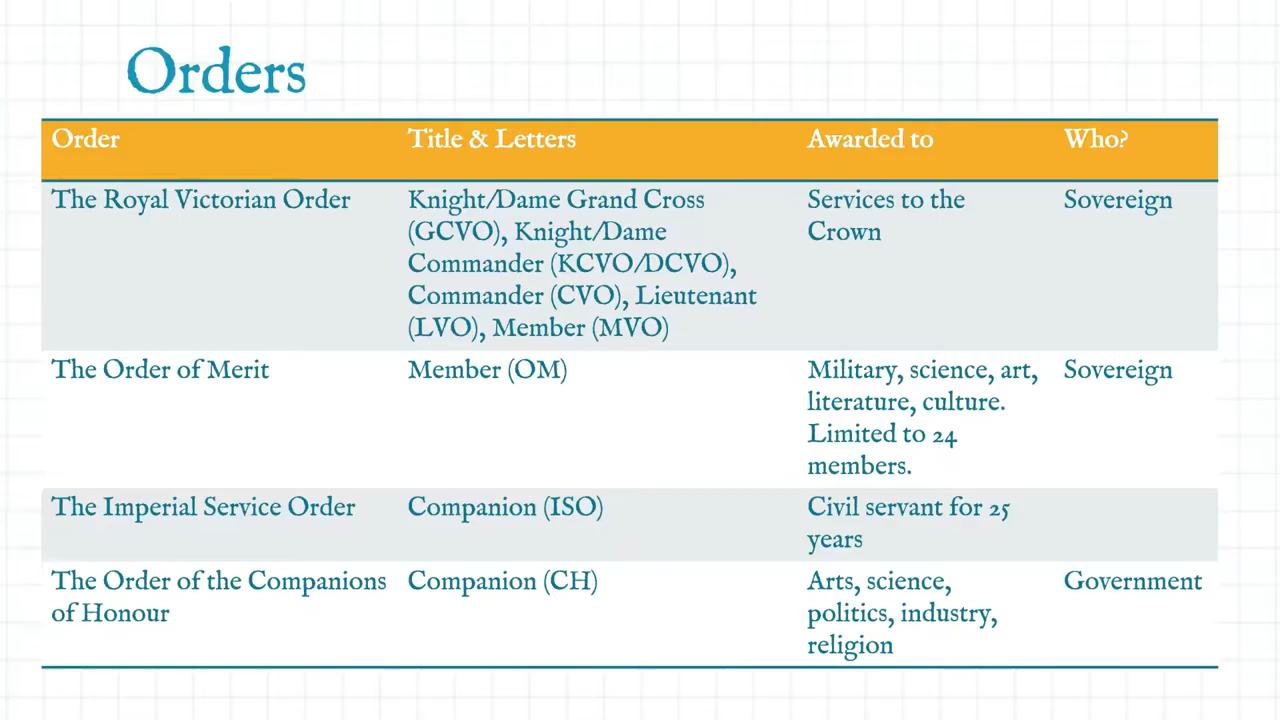 Orders
Order
Title & Letters
Awarded to
Who?
The Royal Victorian Order
Knight/Dame Grand Cross
(GCVO), Knight/Dame
Commander (KCVO/DCVO),
Commander (CVO), Lieutenant
(LVO), Member (MVO)
Services to the
Crown
Sovereign
The Order of Merit
Member (OM)
Military, science, art,
literature, culture.
Limited to 24
members.
Sovereign
The Imperial Service Order
Companion (ISO)
Civil servant for 25
years
The Order of the Companions
of Honour
Companion (CH)
Arts, science,
politics, industry,
religion
Government